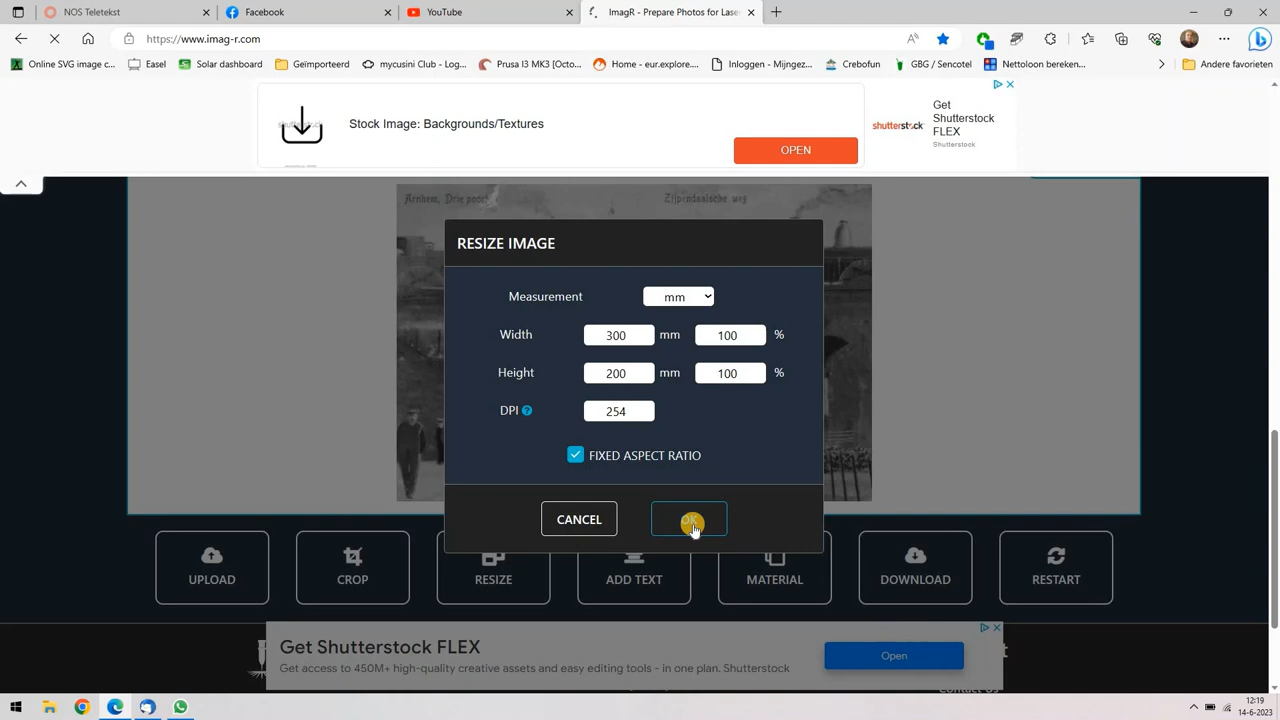 NOS Teletekst
Facebook
YouTube
ImagR - Prepare Photos for Lase
https://www.imag-r.com
Online SVG image c...
Easel
Solar dashboard
Geïmporteerd
mycusini Club - Log...
Prusa I3 MK3 [Octo...
Home - eur.explore....
Inloggen - Mijngez...
Crebofun
GBG / Sencotel
Nettoloon bereken...
Andere favorieten
Stock Image: Backgrounds/Textures
OPEN
shutterstock
Get
Shutterstock
FLEX
Shutterstock
Arnhem, Drie poort
Zijpendaalsche weg
RESIZE IMAGE
Measurement
mm
Width
300
mm
100
%
Height
200
mm
100
%
DPI
254
FIXED ASPECT RATIO
CANCEL
OK
UPLOAD
CROP
RESIZE
ADD TEXT
MATERIAL
DOWNLOAD
RESTART
Get Shutterstock FLEX
Get access to 450M+ high-quality creative assets and easy editing tools - in one plan. Shutterstock
Open
Contact Us
12:19
14-6-2023